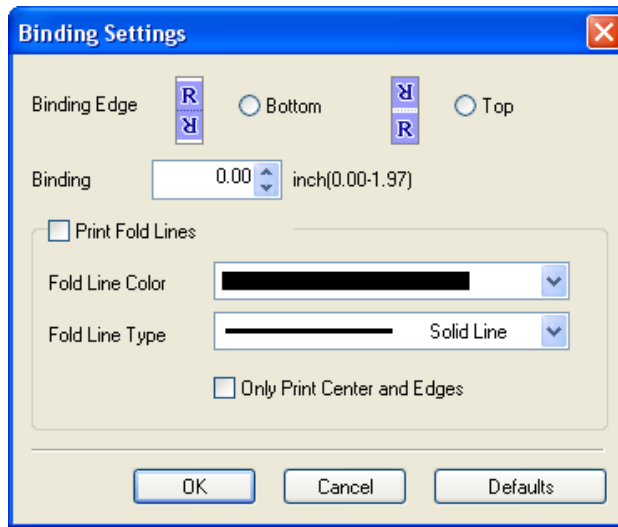 Binding Settings
R R
Binding Edge Bottom Top
R R
Binding 0.00 inch(0.00-1.97)
Print Fold Lines
Fold Line Color
Fold Line Type Solid Line
Only Print Center and Edges
OK Cancel Defaults